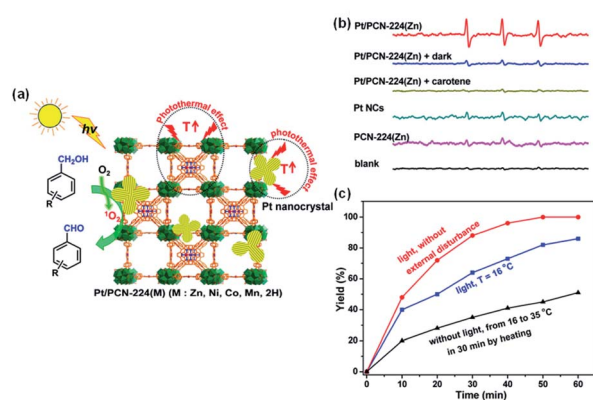 (a)
hν
CH₂OH
R
O₂
¹O₂
CHO
R
photothermal effect
T↑
photothermal effect
T↑
Pt nanocrystal
Pt/PCN-224(M) (M : Zn, Ni, Co, Mn, 2H)
(b)
Pt/PCN-224(Zn)
Pt/PCN-224(Zn) + dark
Pt/PCN-224(Zn) + carotene
Pt NCs
PCN-224(Zn)
blank
(c)
Yield (%)
100
80
60
40
20
0
light, without
external disturbance
light, T = 16 °C
without light, from 16 to 35 °C
in 30 min by heating
0 10 20 30 40 50 60
Time (min)